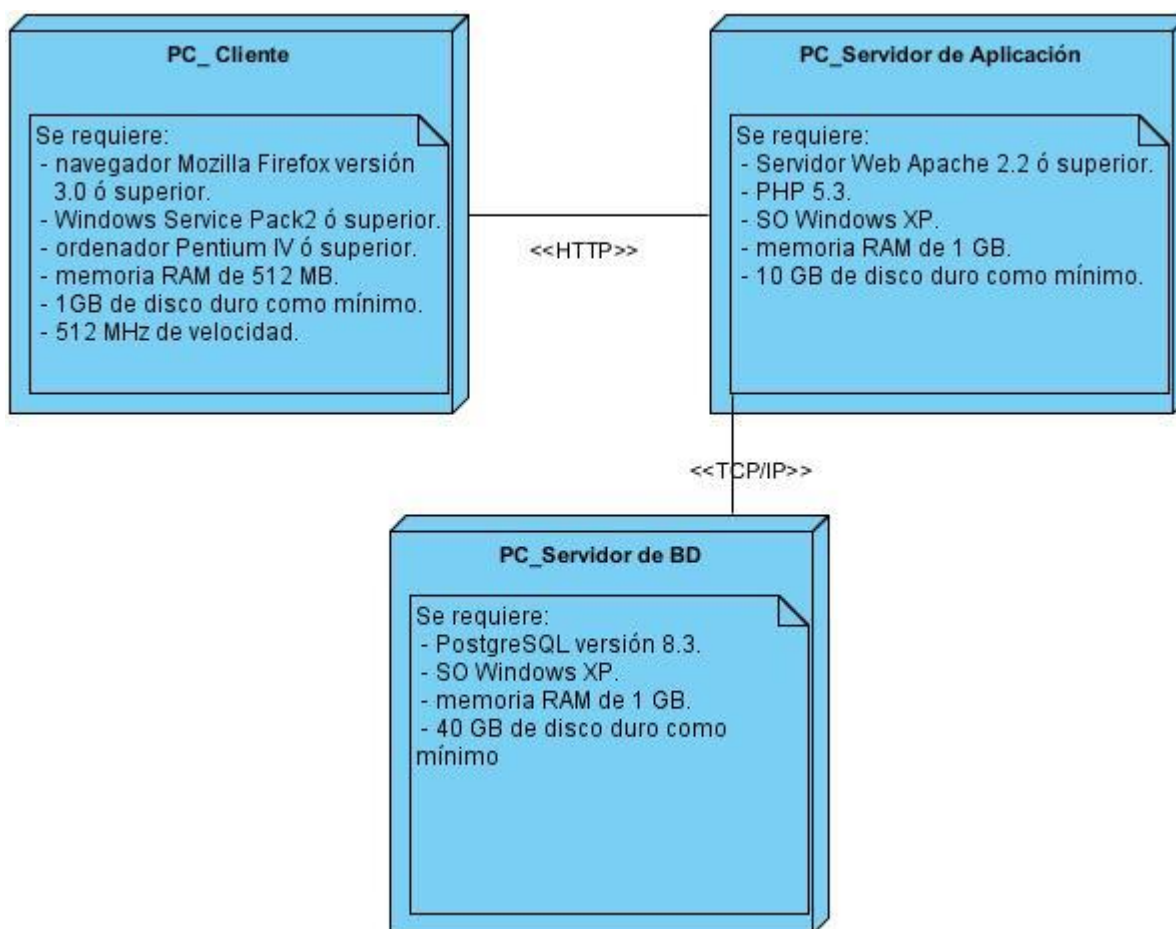 PC_ Cliente
Se requiere:
- navegador Mozilla Firefox versión
3.0 ó superior.
- Windows Service Pack2 ó superior.
- ordenador Pentium IV ó superior.
- memoria RAM de 512 MB.
- 1GB de disco duro como mínimo.
- 512 MHz de velocidad.
<<HTTP>>
PC_Servidor de Aplicación
Se requiere:
- Servidor Web Apache 2.2 ó superior.
- PHP 5.3.
- SO Windows XP.
- memoria RAM de 1 GB.
- 10 GB de disco duro como mínimo.
<<TCP/IP>>
PC_Servidor de BD
Se requiere:
- PostgreSQL versión 8.3.
- SO Windows XP.
- memoria RAM de 1 GB.
- 40 GB de disco duro como
mínimo